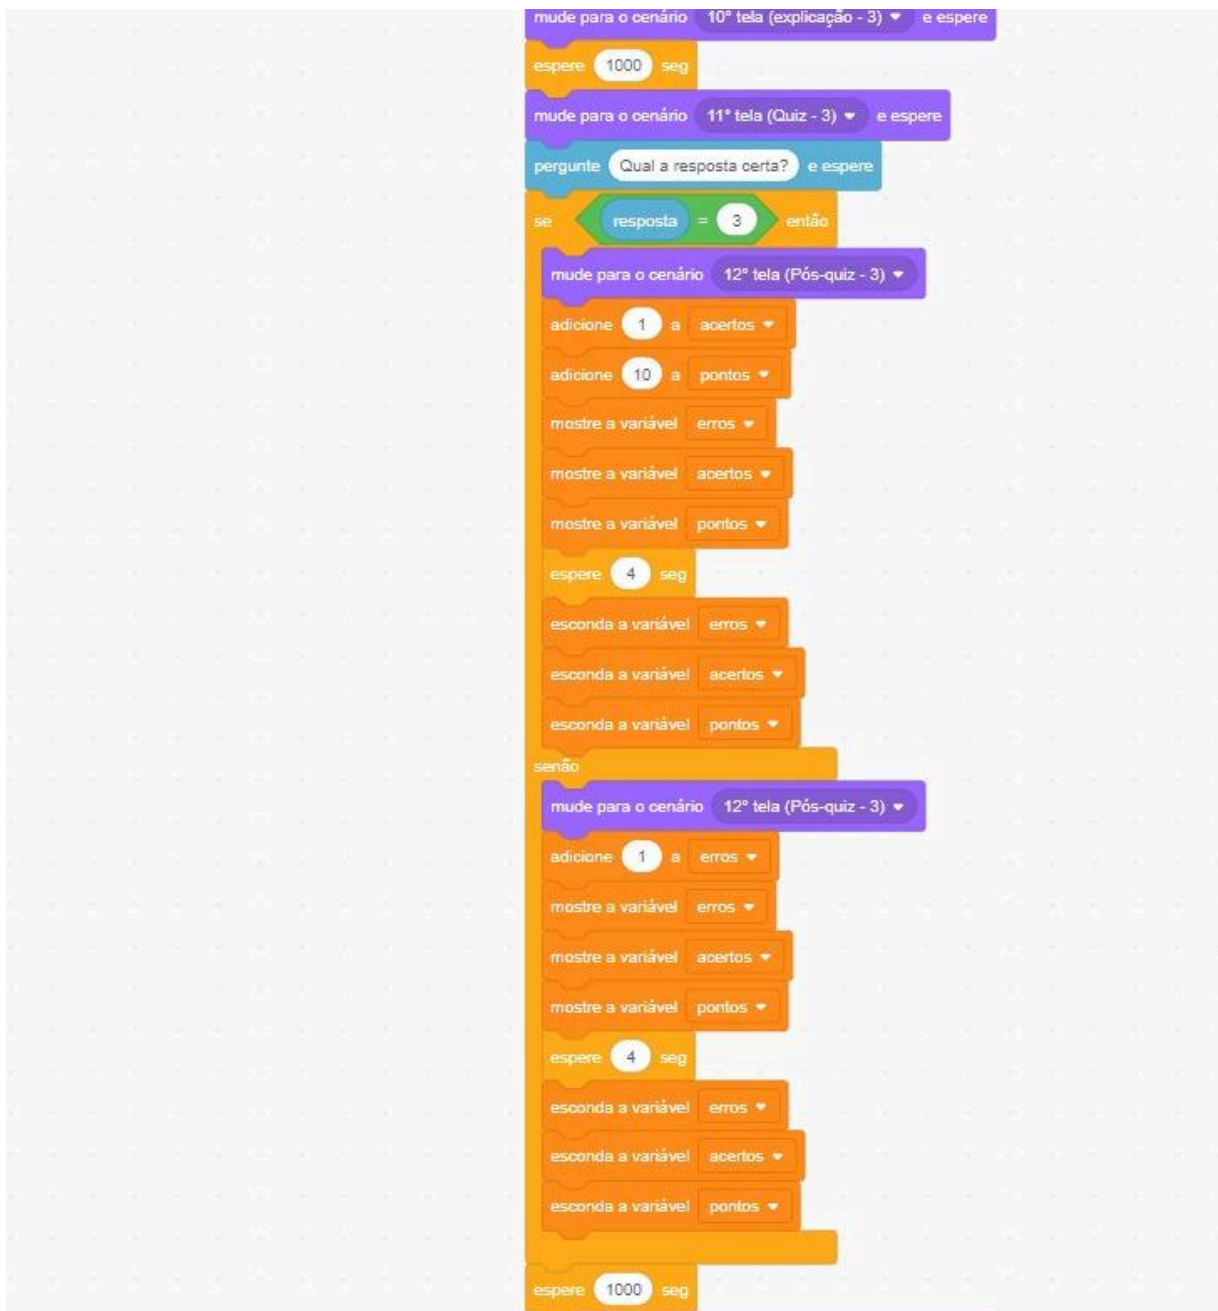 mude para o cenário 10° tela (explicação - 3) e espere
espere 1000 seg
mude para o cenário 11° tela (Quiz - 3) e espere
pergunte Qual a resposta certa? e espere
se resposta = 3 então
mude para o cenário 12° tela (Pós-quiz - 3)
adicione 1 a acertos
adicione 10 a pontos
mostre a variável erros
mostre a variável acertos
mostre a variável pontos
espere 4 seg
esconda a variável erros
esconda a variável acertos
esconda a variável pontos
senão
mude para o cenário 12° tela (Pós-quiz - 3)
adicione 1 a erros
mostre a variável erros
mostre a variável acertos
mostre a variável pontos
espere 4 seg
esconda a variável erros
esconda a variável acertos
esconda a variável pontos
espere 1000 seg